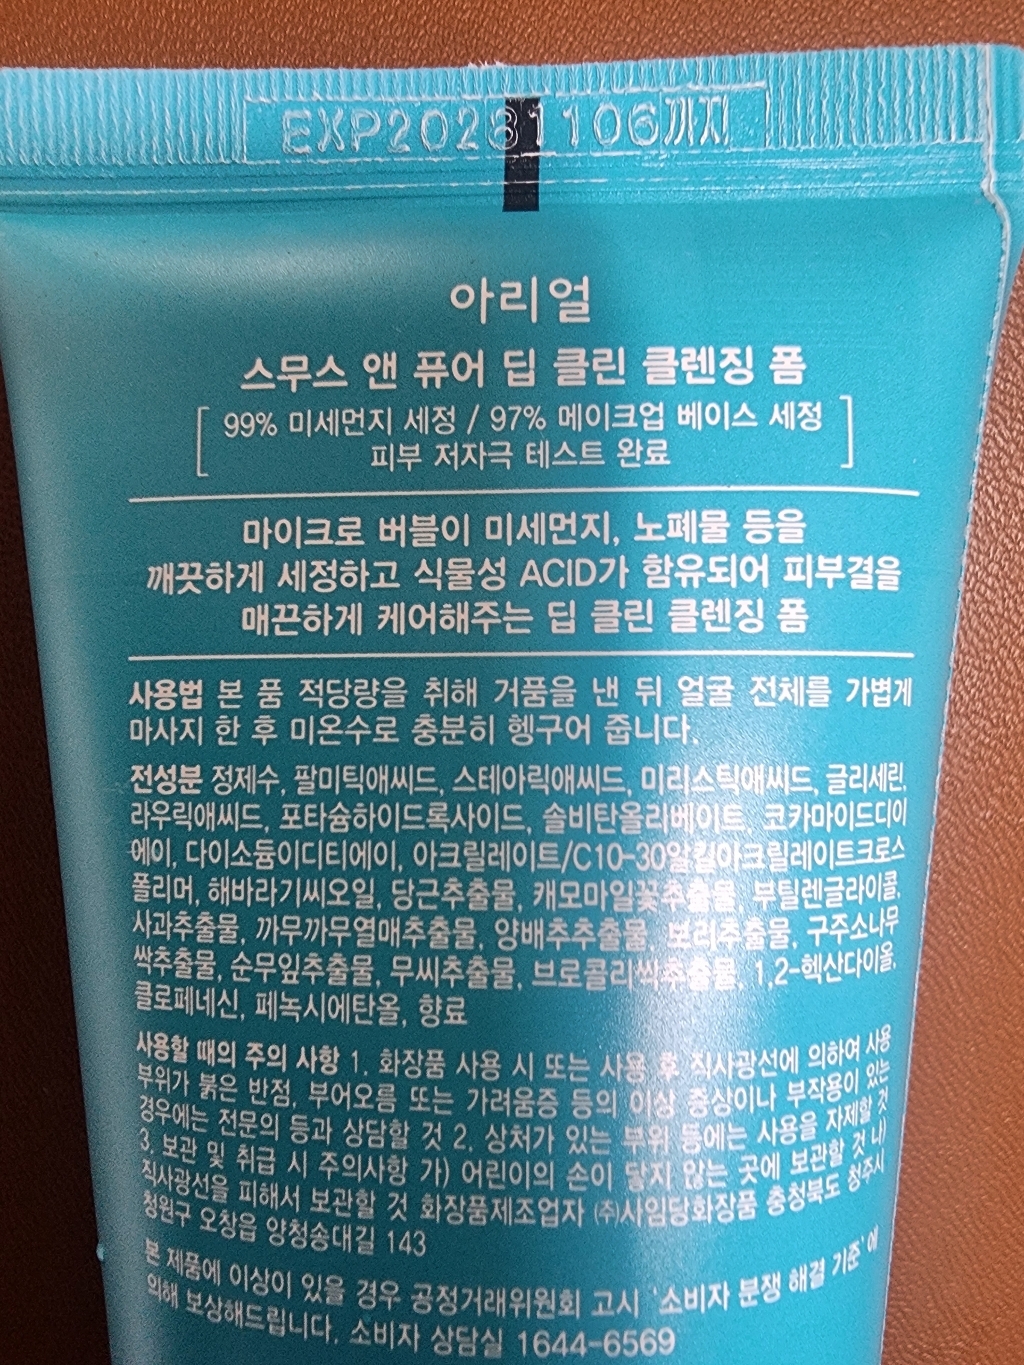 EXP20281106까지
아리얼
스무스 앤 퓨어 딥 클린 클렌징 폼
[ 99% 미세먼지 세정 / 97% 메이크업 베이스 세정
피부 저자극 테스트 완료 ]
마이크로 버블이 미세먼지, 노폐물 등을
깨끗하게 세정하고 식물성 ACID가 함유되어 피부결을
매끈하게 케어해주는 딥 클린 클렌징 폼
사용법 본 품 적당량을 취해 거품을 낸 뒤 얼굴 전체를 가볍게
마사지 한 후 미온수로 충분히 헹구어 줍니다.
전성분 정제수, 팔미틱애씨드, 스테아릭애씨드, 미리스틱애씨드, 글리세린,
라우릭애씨드, 포타슘하이드록사이드, 솔비탄올리베이트, 코카마이드디이
에이, 다이소듐이디티에이, 아크릴레이트/C10-30알킬아크릴레이트크로스
폴리머, 해바라기씨오일, 당근추출물, 캐모마일꽃추출물, 부틸렌글라이콜,
사과추출물, 까무까무열매추출물, 양배추추출물, 보리추출물, 구주소나무
싹추출물, 순무잎추출물, 무씨추출물, 브로콜리싹추출물, 1,2-헥산다이올,
클로페네신, 페녹시에탄올, 향료
사용할 때의 주의 사항 1. 화장품 사용 시 또는 사용 후 직사광선에 의하여 사용
부위가 붉은 반점, 부어오름 또는 가려움증 등의 이상 증상이나 부작용이 있는
경우에는 전문의 등과 상담할 것 2. 상처가 있는 부위 등에는 사용을 자제할 것
3. 보관 및 취급 시 주의사항 가) 어린이의 손이 닿지 않는 곳에 보관할 것 나)
직사광선을 피해서 보관할 것 화장품제조업자 ㈜사임당화장품 충청북도 청주시
청원구 오창읍 양청송대길 143
본 제품에 이상이 있을 경우 공정거래위원회 고시 '소비자 분쟁 해결 기준'에
의해 보상해드립니다. 소비자 상담실 1644-6569